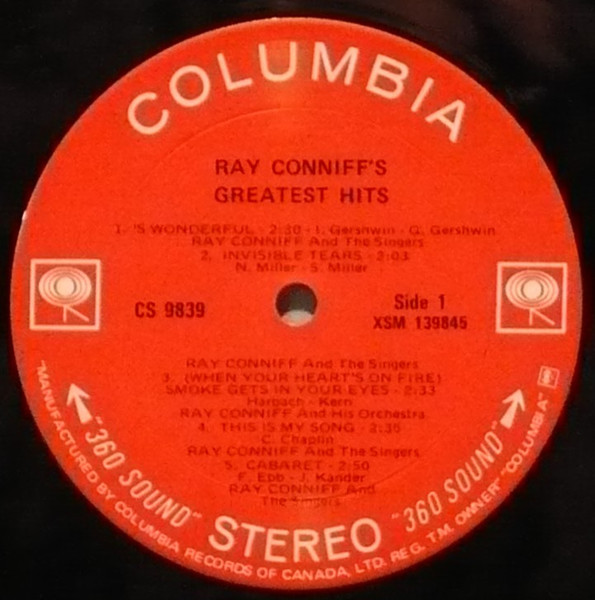 COLUMBIA
RAY CONNIFF'S
GREATEST HITS
1. 'S WONDERFUL - 2:30 - I. Gershwin - G. Gershwin
RAY CONNIFF And The Singers
2. INVISIBLE TEARS - 2:03
N. Miller - S. Miller
CS 9839
Side 1
XSM 139845
RAY CONNIFF And The Singers
3. (WHEN YOUR HEART'S ON FIRE)
SMOKE GETS IN YOUR EYES - 2:33
Harbach - Kern
RAY CONNIFF And His Orchestra
4. THIS IS MY SONG - 2:36
C. Chaplin
RAY CONNIFF And The Singers
5. CABARET - 2:50
F. Ebb - J. Kander
RAY CONNIFF And
The Singers
"360 SOUND" STEREO "360 SOUND"
"MANUFACTURED BY COLUMBIA RECORDS OF CANADA, LTD. REG. T.M. OWNER" "COLUMBIA"